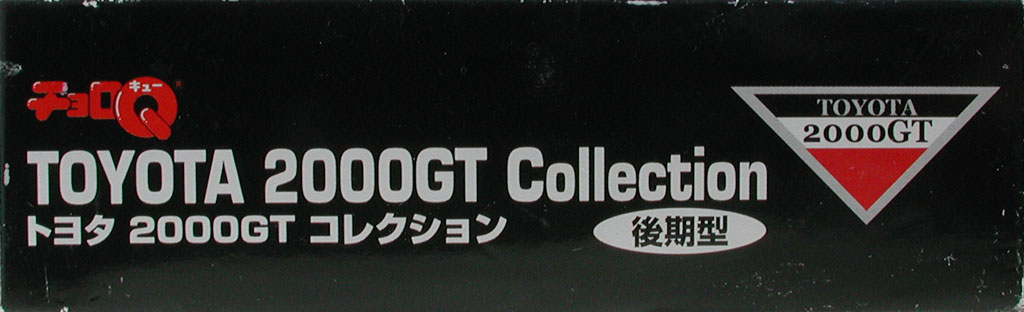 チョロQ
キュー
TOYOTA 2000GT Collection
トヨタ 2000GT コレクション
後期型
TOYOTA
2000GT